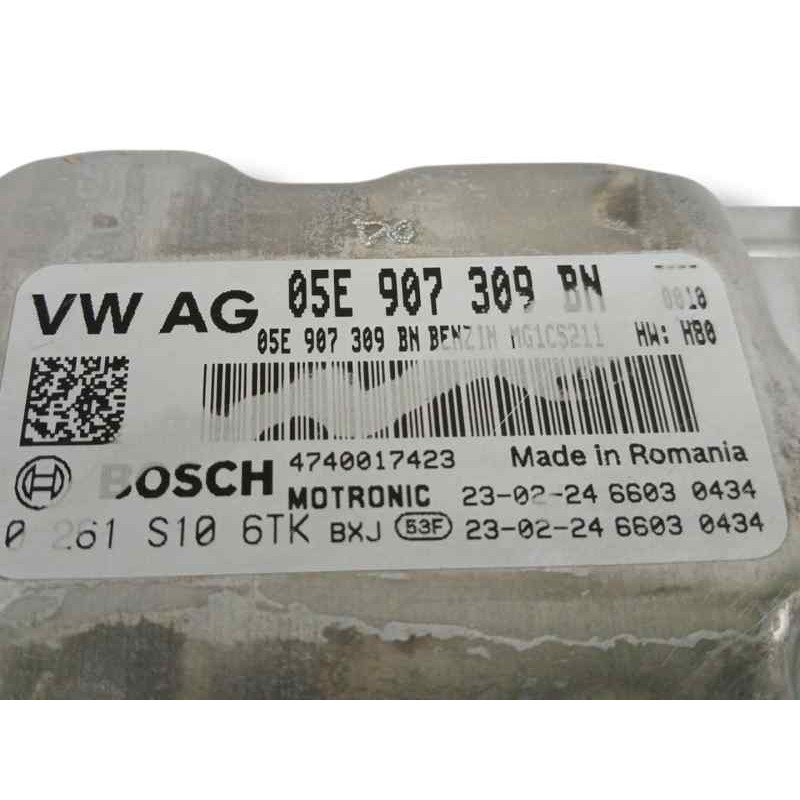 VW AG 05E 907 309 BN
05E 907 309 BN BENZIN MG1CS211 HW: H80
0010
4740017423 Made in Romania
BOSCH
MOTRONIC 23-02-24 6603 0434
0 261 S10 6TK BXJ 53F 23-02-24 6603 0434